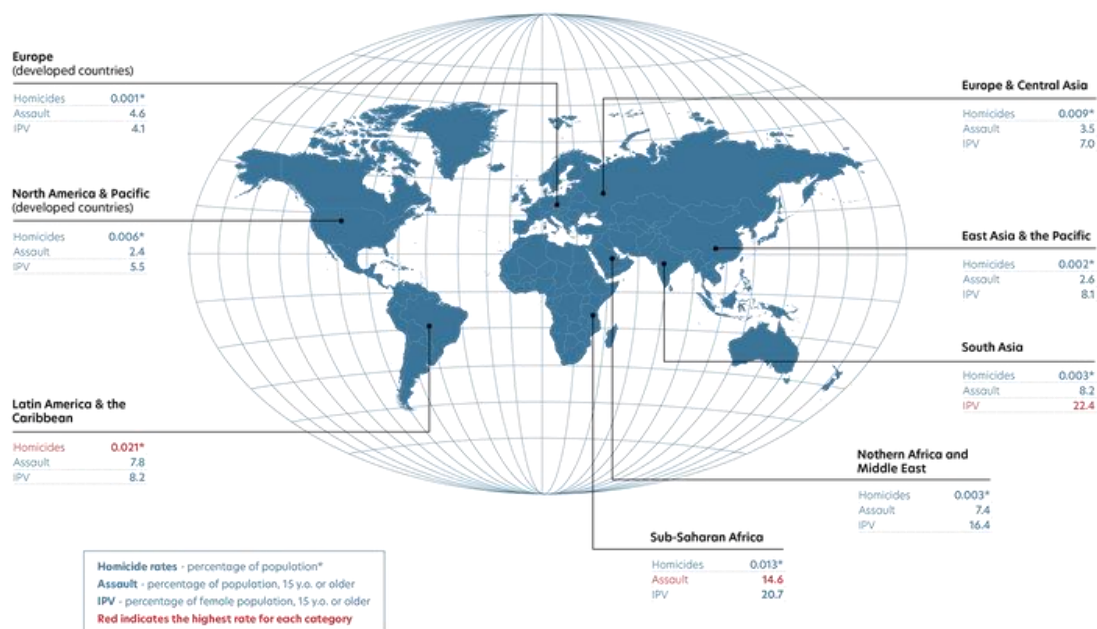 Europe
(developed countries)
Homicides 0.001*
Assault 4.6
IPV 4.1
North America & Pacific
(developed countries)
Homicides 0.006*
Assault 2.4
IPV 5.5
Latin America & the
Caribbean
Homicides 0.021*
Assault 7.8
IPV 8.2
Europe & Central Asia
Homicides 0.009*
Assault 3.5
IPV 7.0
East Asia & the Pacific
Homicides 0.002*
Assault 2.6
IPV 8.1
South Asia
Homicides 0.003*
Assault 8.2
IPV 22.4
Nothern Africa and
Middle East
Homicides 0.003*
Assault 7.4
IPV 16.4
Sub-Saharan Africa
Homicides 0.013*
Assault 14.6
IPV 20.7
Homicide rates - percentage of population*
Assault - percentage of population, 15 y.o. or older
IPV - percentage of female population, 15 y.o. or older
Red indicates the highest rate for each category